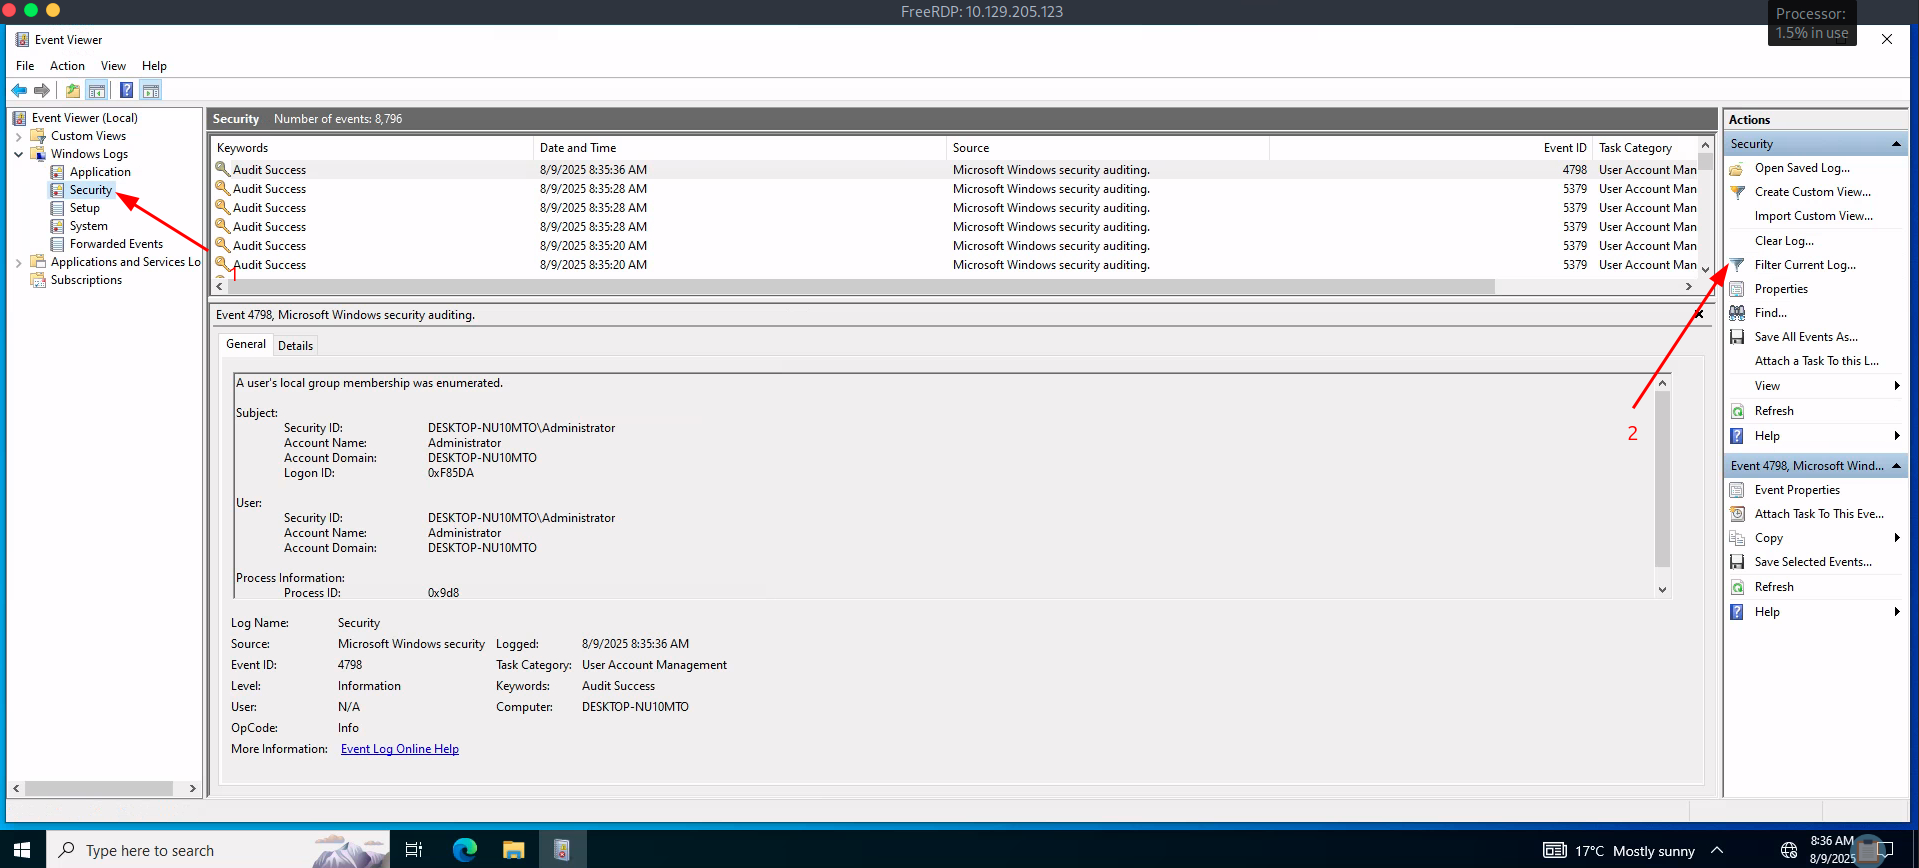 FreeRDP: 10.129.205.123
Processor:
1.5% in use
Event Viewer
File Action View Help
Event Viewer (Local)
Custom Views
Windows Logs
Application
Security
Setup
System
Forwarded Events
Applications and Services Lo
Subscriptions
1
Security Number of events: 8,796
Keywords Date and Time Source Event ID Task Category
Audit Success 8/9/2025 8:35:36 AM Microsoft Windows security auditing. 4798 User Account Man
Audit Success 8/9/2025 8:35:28 AM Microsoft Windows security auditing. 5379 User Account Man
Audit Success 8/9/2025 8:35:28 AM Microsoft Windows security auditing. 5379 User Account Man
Audit Success 8/9/2025 8:35:28 AM Microsoft Windows security auditing. 5379 User Account Man
Audit Success 8/9/2025 8:35:20 AM Microsoft Windows security auditing. 5379 User Account Man
Audit Success 8/9/2025 8:35:20 AM Microsoft Windows security auditing. 5379 User Account Man
Event 4798, Microsoft Windows security auditing.
General Details
A user's local group membership was enumerated.
Subject:
Security ID: DESKTOP-NU10MTO\Administrator
Account Name: Administrator
Account Domain: DESKTOP-NU10MTO
Logon ID: 0xF85DA
User:
Security ID: DESKTOP-NU10MTO\Administrator
Account Name: Administrator
Account Domain: DESKTOP-NU10MTO
Process Information:
Process ID: 0x9d8
Log Name: Security
Source: Microsoft Windows security Logged: 8/9/2025 8:35:36 AM
Event ID: 4798 Task Category: User Account Management
Level: Information Keywords: Audit Success
User: N/A Computer: DESKTOP-NU10MTO
OpCode: Info
More Information: Event Log Online Help
Actions
Security
Open Saved Log...
Create Custom View...
Import Custom View...
Clear Log...
Filter Current Log...
Properties
Find...
Save All Events As...
Attach a Task To this L...
View
Refresh
Help
2
Event 4798, Microsoft Wind...
Event Properties
Attach Task To This Eve...
Copy
Save Selected Events...
Refresh
Help
Type here to search
17°C Mostly sunny
8:36 AM
8/9/2025